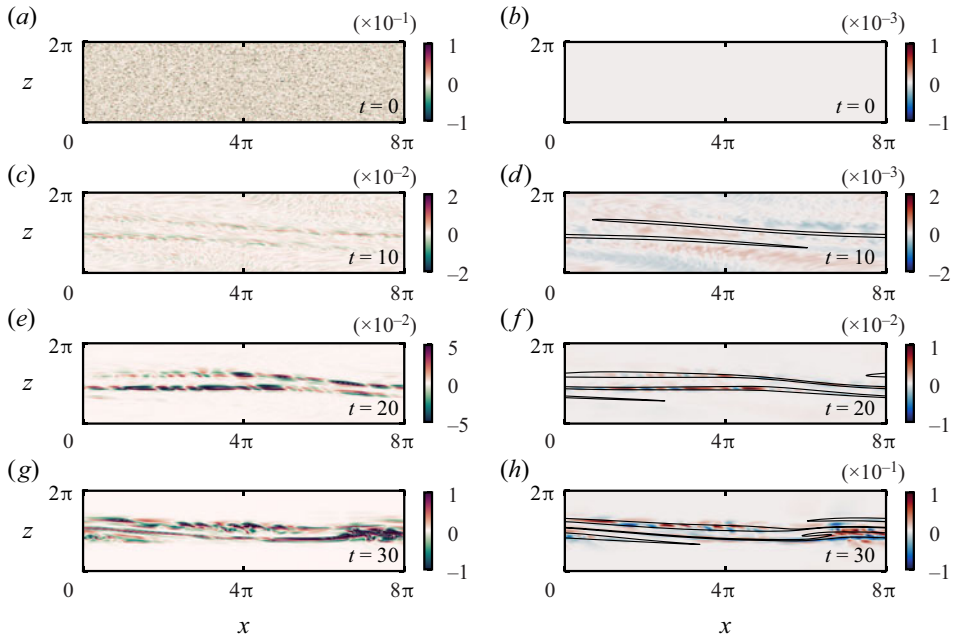 (a) (×10⁻¹) (b) (×10⁻³)
2π 1 2π 1
z 0 0
t = 0 t = 0
–1 –1
0 4π 8π 0 4π 8π
(c) (×10⁻²) (d) (×10⁻³)
2π 2 2π 2
z 0 z 0
t = 10 t = 10
–2 –2
0 4π 8π 0 4π 8π
(e) (×10⁻²) (f) (×10⁻²)
2π 5 2π 1
z 0 z 0
t = 20 t = 20
–5 –1
0 4π 8π 0 4π 8π
(g) (×10⁻²) (h) (×10⁻¹)
2π 1 2π 1
z 0 z 0
t = 30 t = 30
–1 –1
0 4π 8π 0 4π 8π
x x